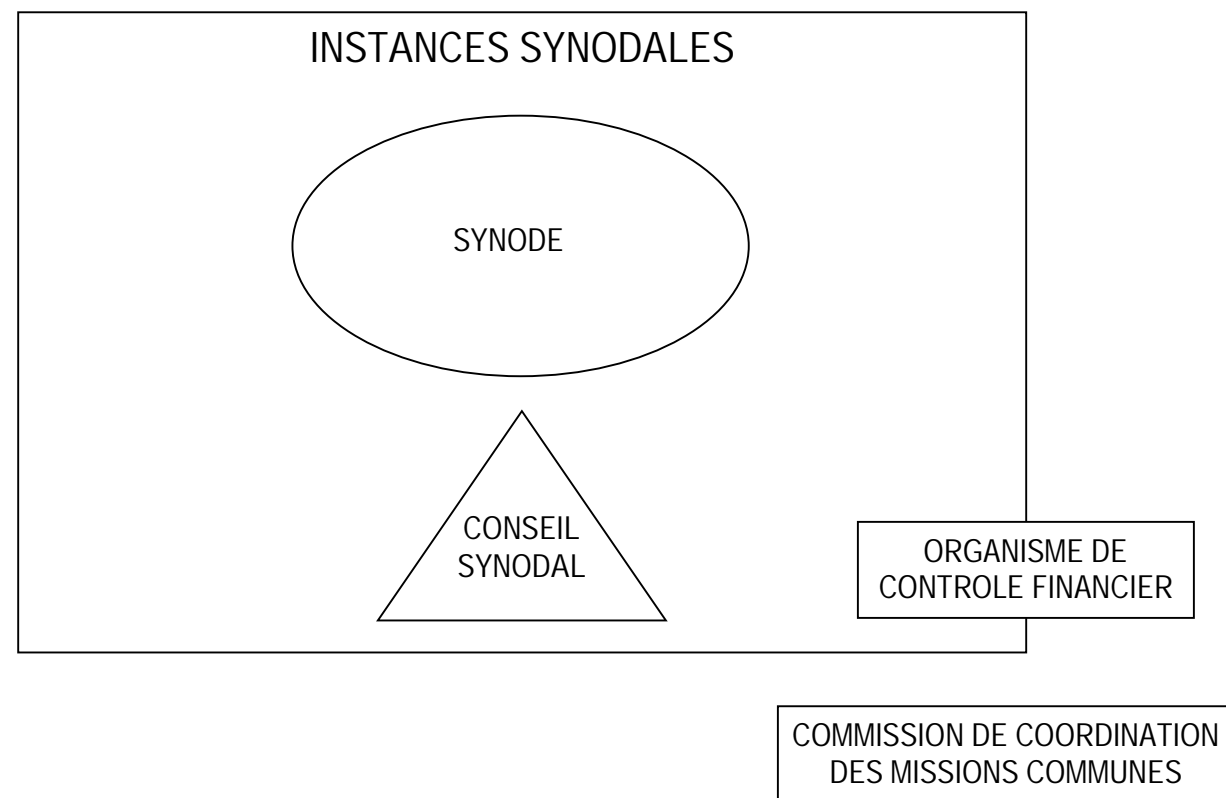 INSTANCES SYNODALES
SYNODE
CONSEIL
SYNODAL
ORGANISME DE
CONTROLE FINANCIER
COMMISSION DE COORDINATION
DES MISSIONS COMMUNES